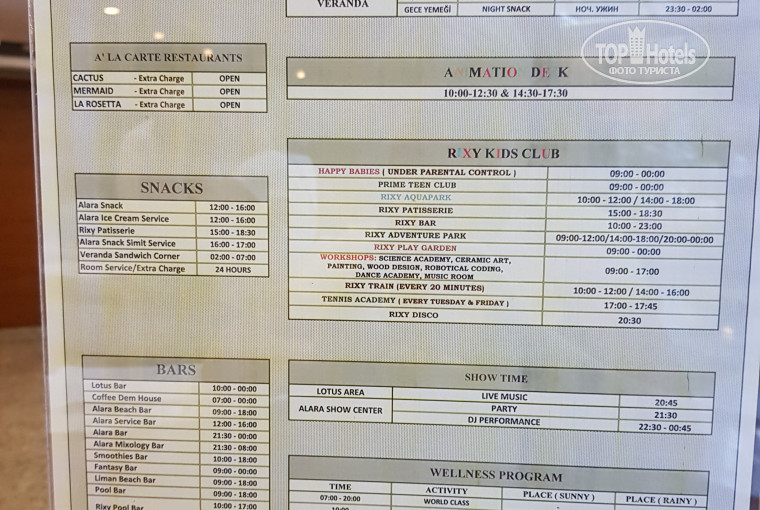 VERANDA
GECE YEMEĞİ NIGHT SNACK НОЧ. УЖИН 23:30 - 02:00
TOP Hotels
ФОТО ТУРИСТА
A' LA CARTE RESTAURANTS
CACTUS - Extra Charge OPEN
MERMAID - Extra Charge OPEN
LA ROSETTA - Extra Charge OPEN
SNACKS
Alara Snack 12:00 - 16:00
Alara Ice Cream Service 12:00 - 16:00
Rixy Patisserie 15:00 - 18:30
Alara Snack Simit Service 16:00 - 17:00
Veranda Sandwich Corner 02:00 - 07:00
Room Service/Extra Charge 24 HOURS
BARS
Lotus Bar 10:00 - 00:00
Coffee Dem House 07:00 - 00:00
Alara Beach Bar 09:00 - 18:00
Alara Service Bar 12:00 - 16:00
Alara Bar 21:30 - 00:00
Alara Mixology Bar 21:30 - 08:00
Smoothies Bar 10:00 - 18:00
Fantasy Bar 09:00 - 00:00
Liman Beach Bar 09:00 - 18:00
Pool Bar 09:00 - 18:00
Rixy Pool Bar 10:00 - 17:00
10:00-12:30 & 14:30-17:30
RIXY KIDS CLUB
HAPPY BABIES ( UNDER PARENTAL CONTROL ) 09:00 - 00:00
PRIME TEEN CLUB 09:00 - 00:00
RIXY AQUAPARK 10:00 - 12:00 / 14:00 - 18:00
RIXY PATISSERIE 15:00 - 18:30
RIXY BAR 10:00 - 23:00
RIXY ADVENTURE PARK 09:00-12:00/14:00-18:00/20:00-00:00
RIXY PLAY GARDEN 09:00 - 00:00
WORKSHOPS: SCIENCE ACADEMY, CERAMIC ART,
PAINTING, WOOD DESIGN, ROBOTICAL CODING,
DANCE ACADEMY, MUSIC ROOM
09:00 - 17:00
RIXY TRAIN (EVERY 20 MINUTES) 10:00 - 12:00 / 14:00 - 16:00
TENNIS ACADEMY ( EVERY TUESDAY & FRIDAY ) 17:00 - 17:45
RIXY DISCO 20:30
SHOW TIME
LOTUS AREA LIVE MUSIC 20:45
ALARA SHOW CENTER PARTY 21:30
DJ PERFORMANCE 22:30 - 00:45
WELLNESS PROGRAM
TIME ACTIVITY PLACE ( SUNNY ) PLACE ( RAINY )
07:00 - 20:00 WORLD CLASS